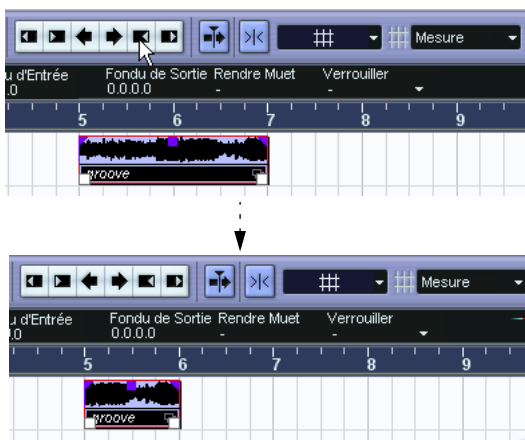 Mesure
u d'Entrée Fondu de Sortie Rendre Muet Verrouiller
.0 0.0.0.0 - -
5 6 7 8 9
groove
Mesure
u d'Entrée Fondu de Sortie Rendre Muet Verrouiller
.0 0.0.0.0 - -
5 6 7 8 9
groove